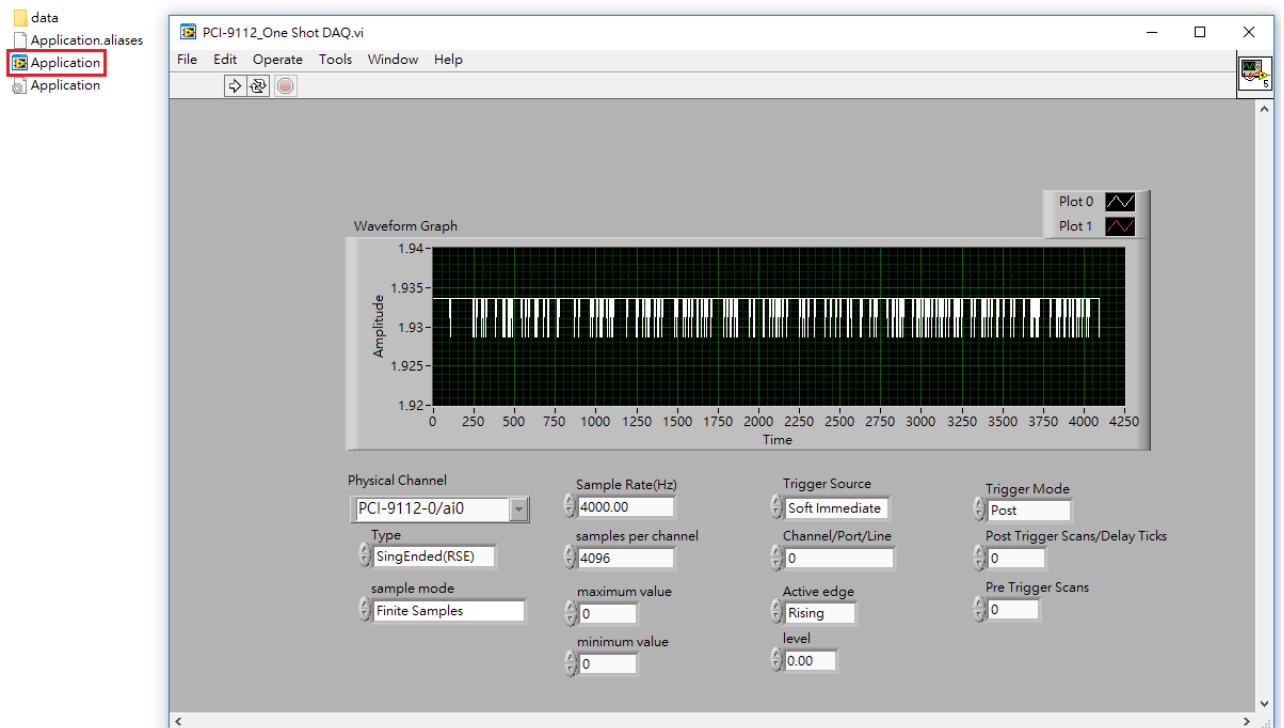 data
Application.aliases
Application
Application
PCI-9112_One Shot DAQ.vi
File Edit Operate Tools Window Help
5
Plot 0
Plot 1
Waveform Graph
1.94
1.935
1.93
1.925
1.92
Amplitude
0 250 500 750 1000 1250 1500 1750 2000 2250 2500 2750 3000 3250 3500 3750 4000 4250
Time
Physical Channel
PCI-9112-0/ai0
Type
SingEnded(RSE)
sample mode
Finite Samples
Sample Rate(Hz)
4000.00
samples per channel
4096
maximum value
0
minimum value
0
Trigger Source
Soft Immediate
Channel/Port/Line
0
Active edge
Rising
level
0.00
Trigger Mode
Post
Post Trigger Scans/Delay Ticks
0
Pre Trigger Scans
0